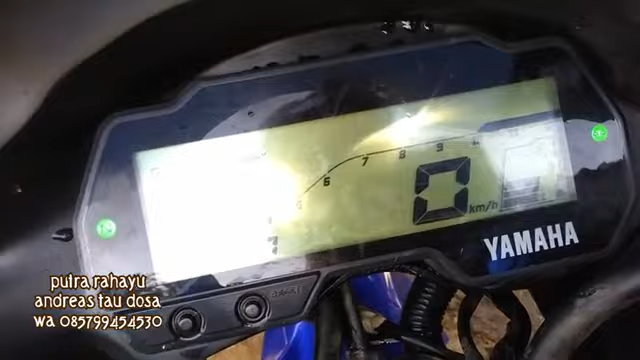 6 7 8 9
0 km/h
YAMAHA
putra rahayu
andreas tau dosa
wa 085799454530